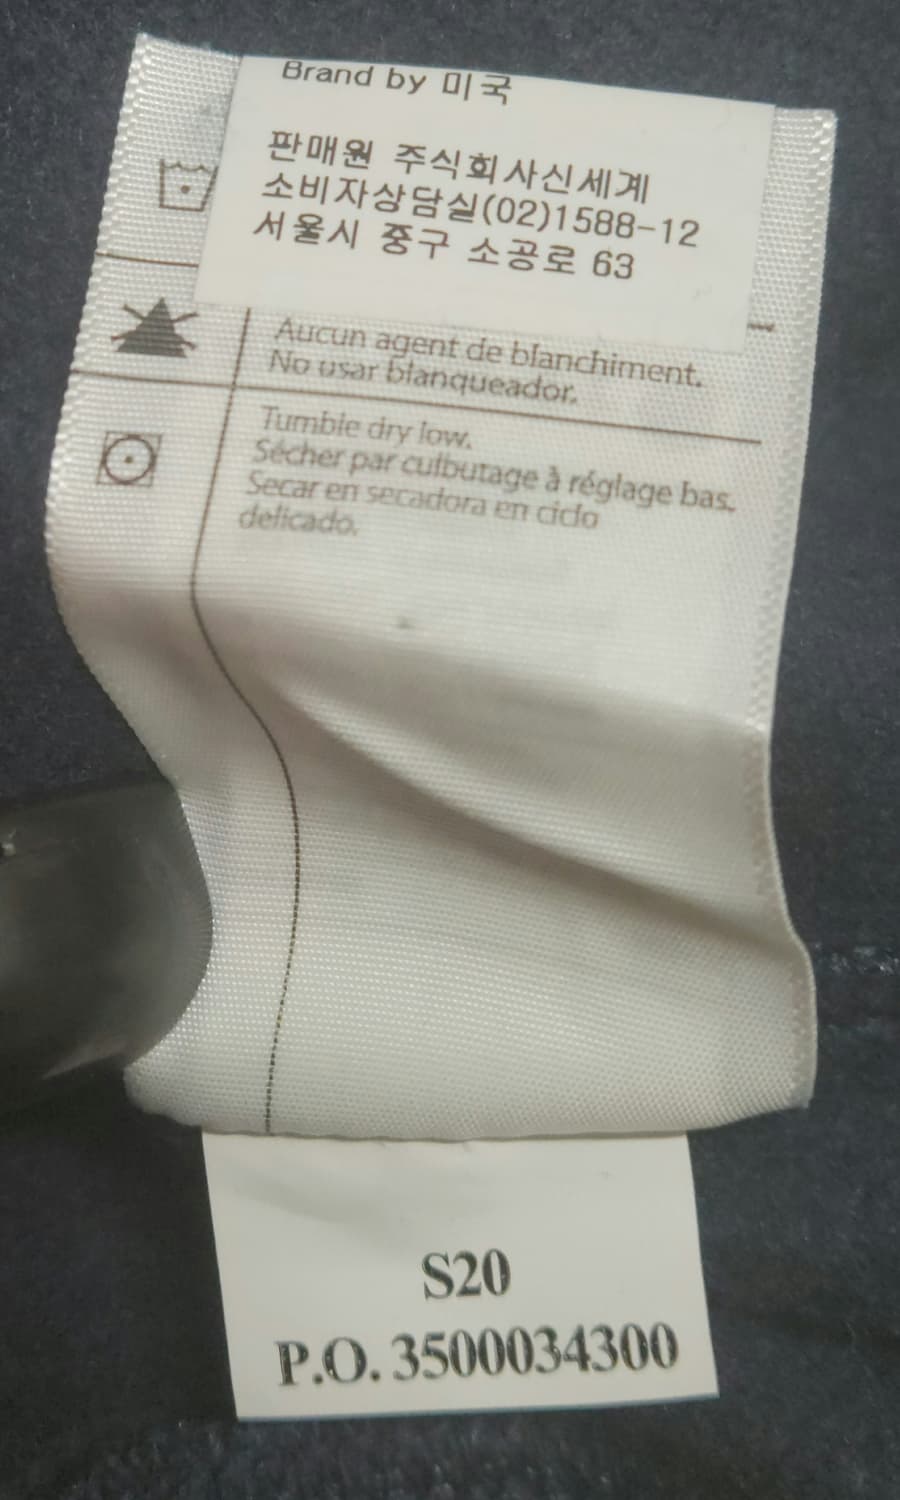 Brand by 미국
판매원 주식회사신세계
소비자상담실(02)1588-12
서울시 중구 소공로 63
Aucun agent de blanchiment.
No usar blanqueador.
Tumble dry low.
Sécher par culbutage à réglage bas.
Secar en secadora en ciclo
delicado.
S20
P.O. 3500034300